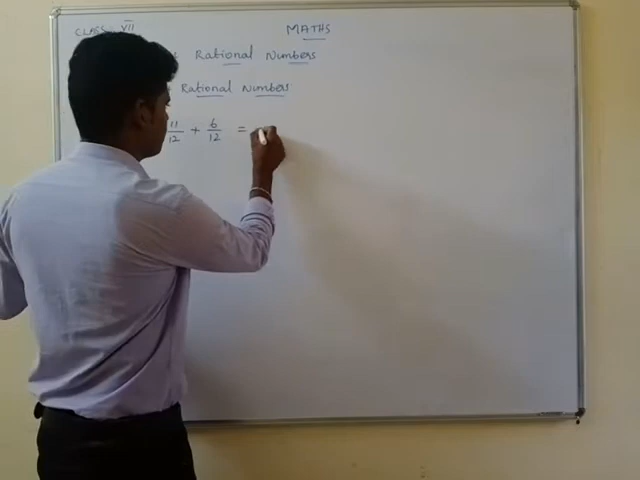 CLASS: VII
MATHS
Rational Numbers
Rational Numbers
11/12 + 6/12 =